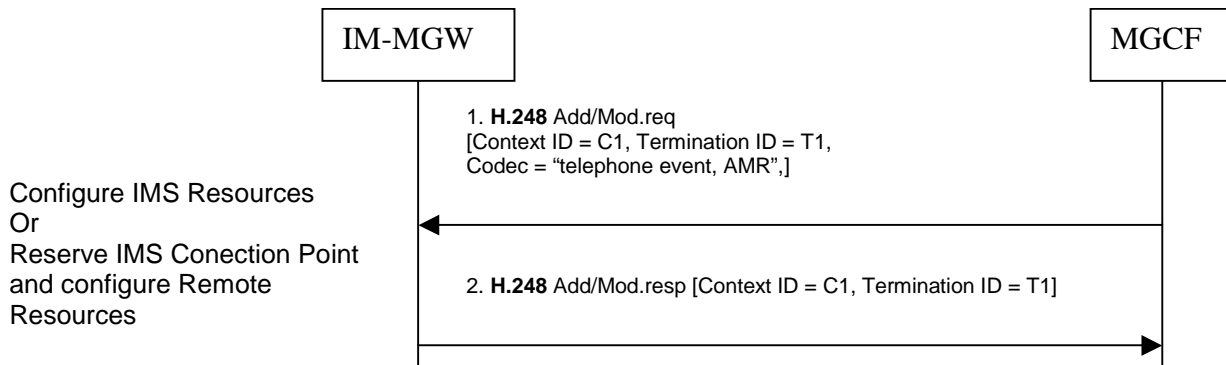 IM-MGW
MGCF
1. H.248 Add/Mod.req
[Context ID = C1, Termination ID = T1,
Codec = “telephone event, AMR”,]
Configure IMS Resources
Or
Reserve IMS Conection Point
and configure Remote
Resources
2. H.248 Add/Mod.resp [Context ID = C1, Termination ID = T1]